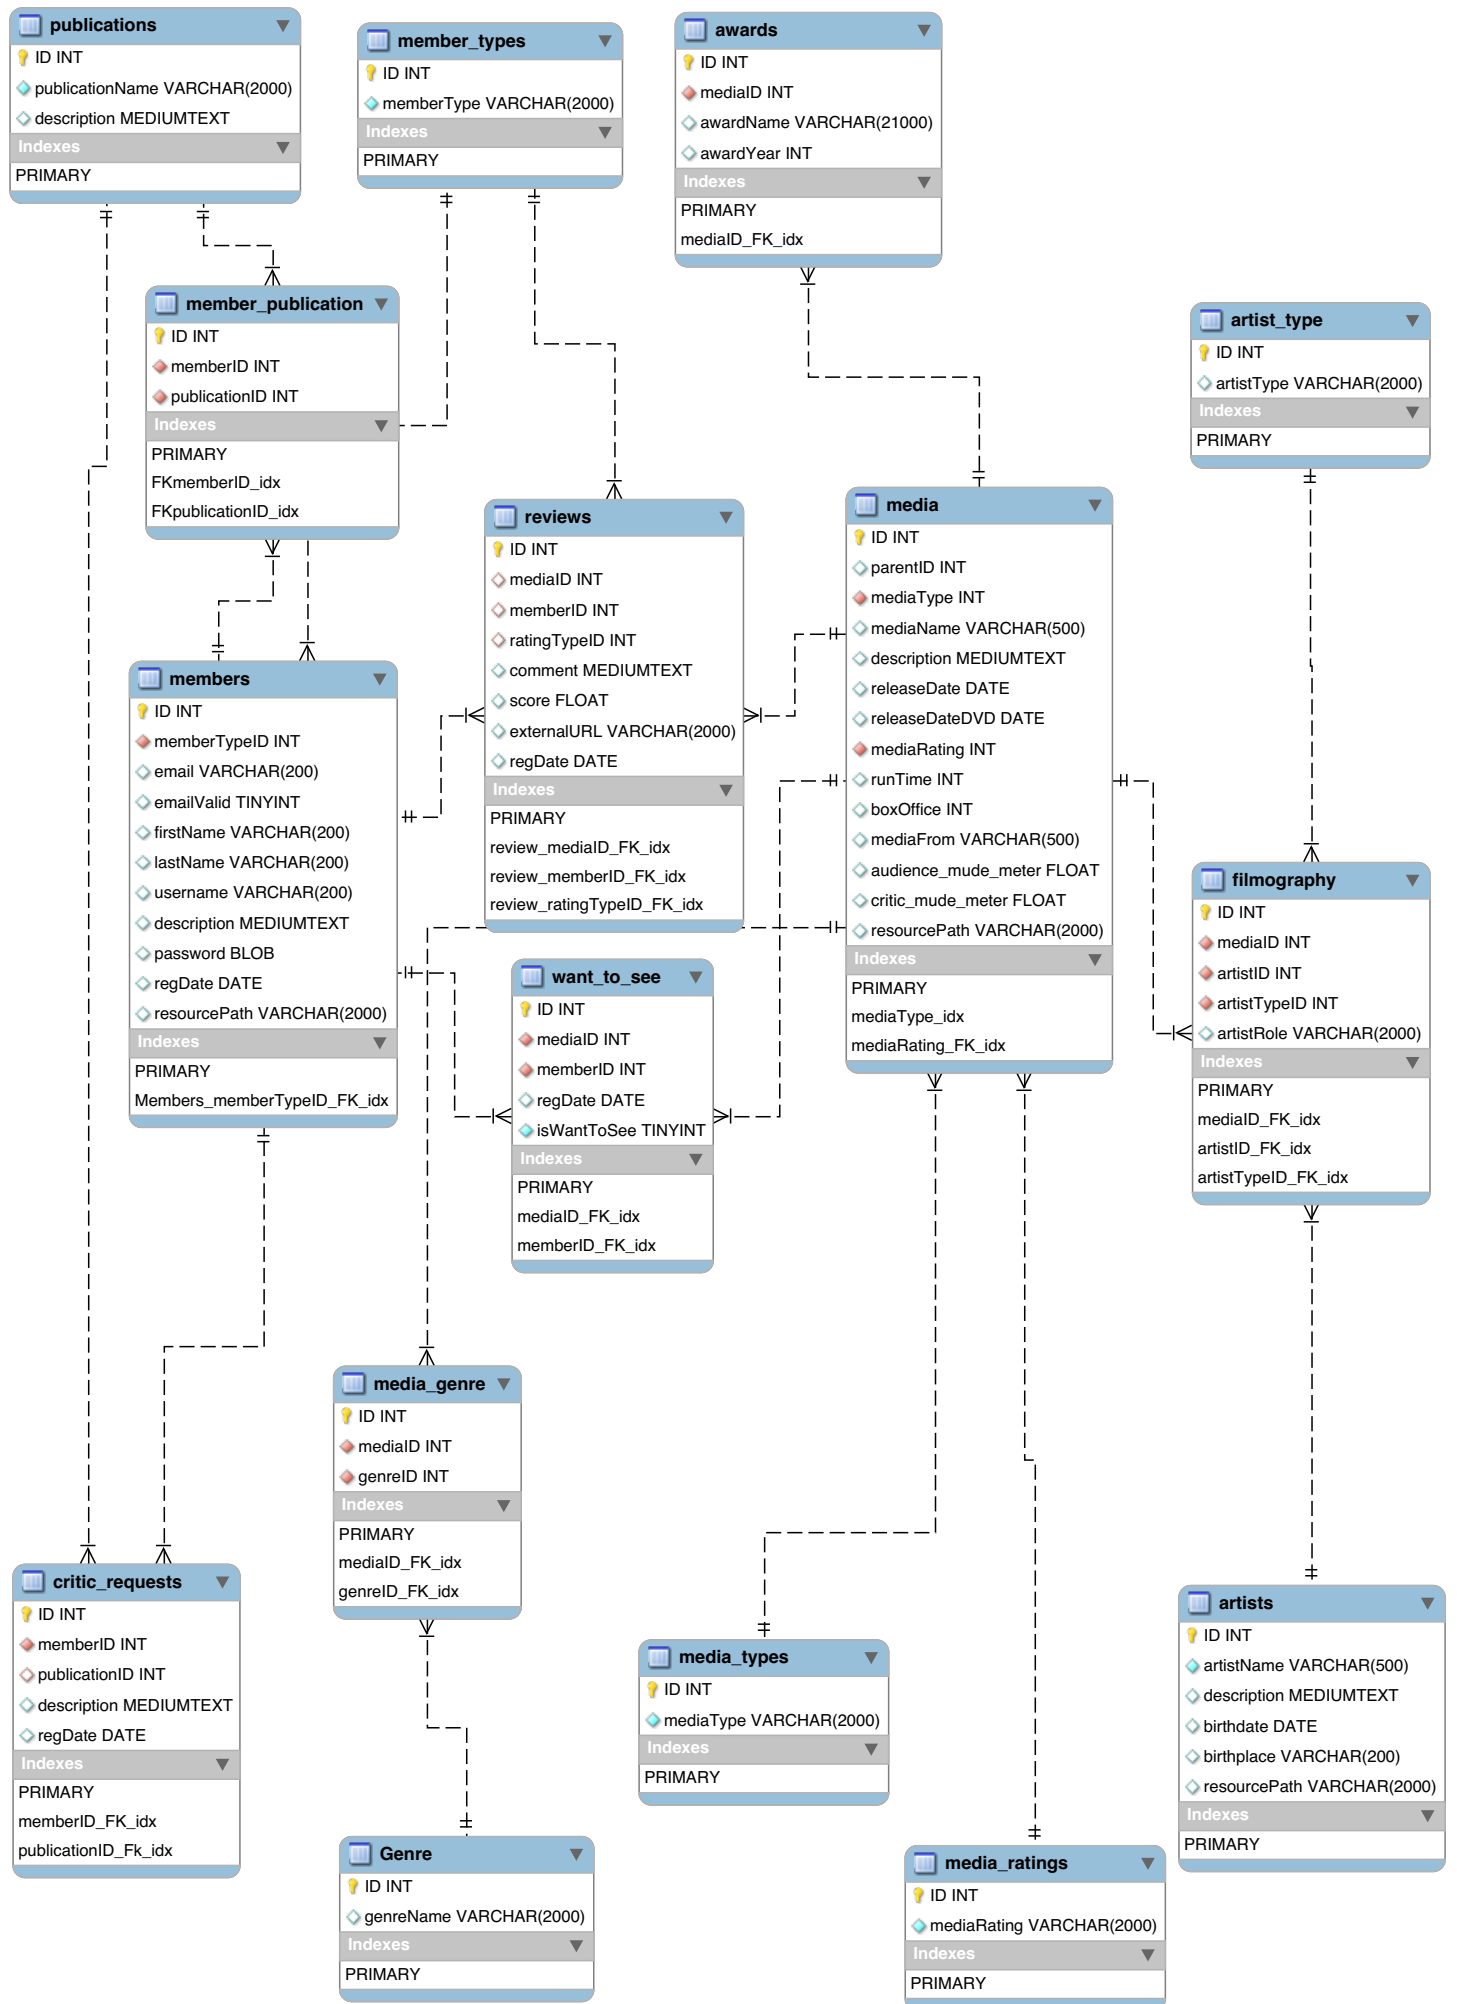 publications
ID INT
publicationName VARCHAR(2000)
description MEDIUMTEXT
Indexes
PRIMARY
member_types
ID INT
memberType VARCHAR(2000)
Indexes
PRIMARY
awards
ID INT
mediaID INT
awardName VARCHAR(21000)
awardYear INT
Indexes
PRIMARY
mediaID_FK_idx
member_publication
ID INT
memberID INT
publicationID INT
Indexes
PRIMARY
FKmemberID_idx
FKpublicationID_idx
artist_type
ID INT
artistType VARCHAR(2000)
Indexes
PRIMARY
reviews
ID INT
mediaID INT
memberID INT
ratingTypeID INT
comment MEDIUMTEXT
score FLOAT
externalURL VARCHAR(2000)
regDate DATE
Indexes
PRIMARY
review_mediaID_FK_idx
review_memberID_FK_idx
review_ratingTypeID_FK_idx
media
ID INT
parentID INT
mediaType INT
mediaName VARCHAR(500)
description MEDIUMTEXT
releaseDate DATE
releaseDateDVD DATE
mediaRating INT
runTime INT
boxOffice INT
mediaFrom VARCHAR(500)
audience_mude_meter FLOAT
critic_mude_meter FLOAT
resourcePath VARCHAR(2000)
Indexes
PRIMARY
mediaType_idx
mediaRating_FK_idx
members
ID INT
memberTypeID INT
email VARCHAR(200)
emailValid TINYINT
firstName VARCHAR(200)
lastName VARCHAR(200)
username VARCHAR(200)
description MEDIUMTEXT
password BLOB
regDate DATE
resourcePath VARCHAR(2000)
Indexes
PRIMARY
Members_memberTypeID_FK_idx
filmography
ID INT
mediaID INT
artistID INT
artistTypeID INT
artistRole VARCHAR(2000)
Indexes
PRIMARY
mediaID_FK_idx
artistID_FK_idx
artistTypeID_FK_idx
want_to_see
ID INT
mediaID INT
memberID INT
regDate DATE
isWantToSee TINYINT
Indexes
PRIMARY
mediaID_FK_idx
memberID_FK_idx
media_genre
ID INT
mediaID INT
genreID INT
Indexes
PRIMARY
mediaID_FK_idx
genreID_FK_idx
critic_requests
ID INT
memberID INT
publicationID INT
description MEDIUMTEXT
regDate DATE
Indexes
PRIMARY
memberID_FK_idx
publicationID_Fk_idx
media_types
ID INT
mediaType VARCHAR(2000)
Indexes
PRIMARY
artists
ID INT
artistName VARCHAR(500)
description MEDIUMTEXT
birthdate DATE
birthplace VARCHAR(200)
resourcePath VARCHAR(2000)
Indexes
PRIMARY
Genre
ID INT
genreName VARCHAR(2000)
Indexes
PRIMARY
media_ratings
ID INT
mediaRating VARCHAR(2000)
Indexes
PRIMARY